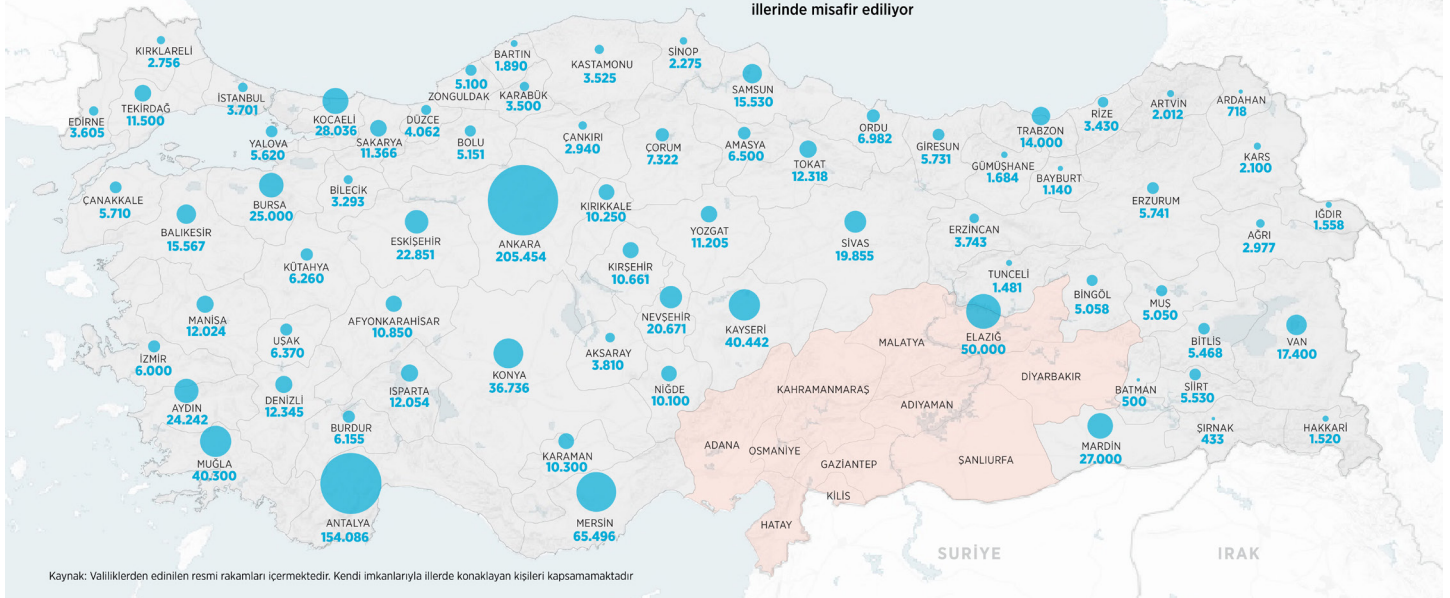 illerinde misafir ediliyor
KIRKLARELİ
2.756
TEKİRDAĞ
11.500
EDİRNE
3.605
İSTANBUL
3.701
KOCAELİ
28.036
YALOVA
5.620
SAKARYA
11.366
DÜZCE
4.062
5.100
ZONGULDAK
BARTIN
1.890
KARABÜK
3.500
KASTAMONU
3.525
SİNOP
2.275
SAMSUN
15.530
BOLU
5.151
ÇANKIRI
2.940
ÇORUM
7.322
AMASYA
6.500
TOKAT
12.318
ORDU
6.982
GİRESUN
5.731
TRABZON
14.000
GÜMÜŞHANE
1.684
BAYBURT
1.140
RİZE
3.430
ARTVİN
2.012
ARDAHAN
718
KARS
2.100
IĞDIR
1.558
AĞRI
2.977
ERZURUM
5.741
ERZİNCAN
3.743
ÇANAKKALE
5.710
BALIKESİR
15.567
BURSA
25.000
BİLECİK
3.293
ESKİŞEHİR
22.851
KÜTAHYA
6.260
ANKARA
205.454
KIRIKKALE
10.250
KIRŞEHİR
10.661
YOZGAT
11.205
SİVAS
19.855
TUNCELİ
1.481
BİNGÖL
5.058
MUŞ
5.050
BİTLİS
5.468
VAN
17.400
MANİSA
12.024
UŞAK
6.370
AFYONKARAHİSAR
10.850
İZMİR
6.000
AYDIN
24.242
DENİZLİ
12.345
ISPARTA
12.054
BURDUR
6.155
MUĞLA
40.300
ANTALYA
154.086
KONYA
36.736
AKSARAY
3.810
NEVŞEHİR
20.671
KAYSERİ
40.442
NİĞDE
10.100
KARAMAN
10.300
MERSİN
65.496
ELAZIĞ
50.000
MALATYA
KAHRAMANMARAŞ
ADIYAMAN
DİYARBAKIR
ADANA
OSMANİYE
GAZİANTEP
ŞANLIURFA
KİLİS
HATAY
BATMAN
500
SİİRT
5.530
MARDİN
27.000
ŞIRNAK
433
HAKKARİ
1.520
SURİYE
IRAK
Kaynak: Valiliklerden edinilen resmi rakamları içermektedir. Kendi imkanlarıyla illerde konaklayan kişileri kapsamamaktadır